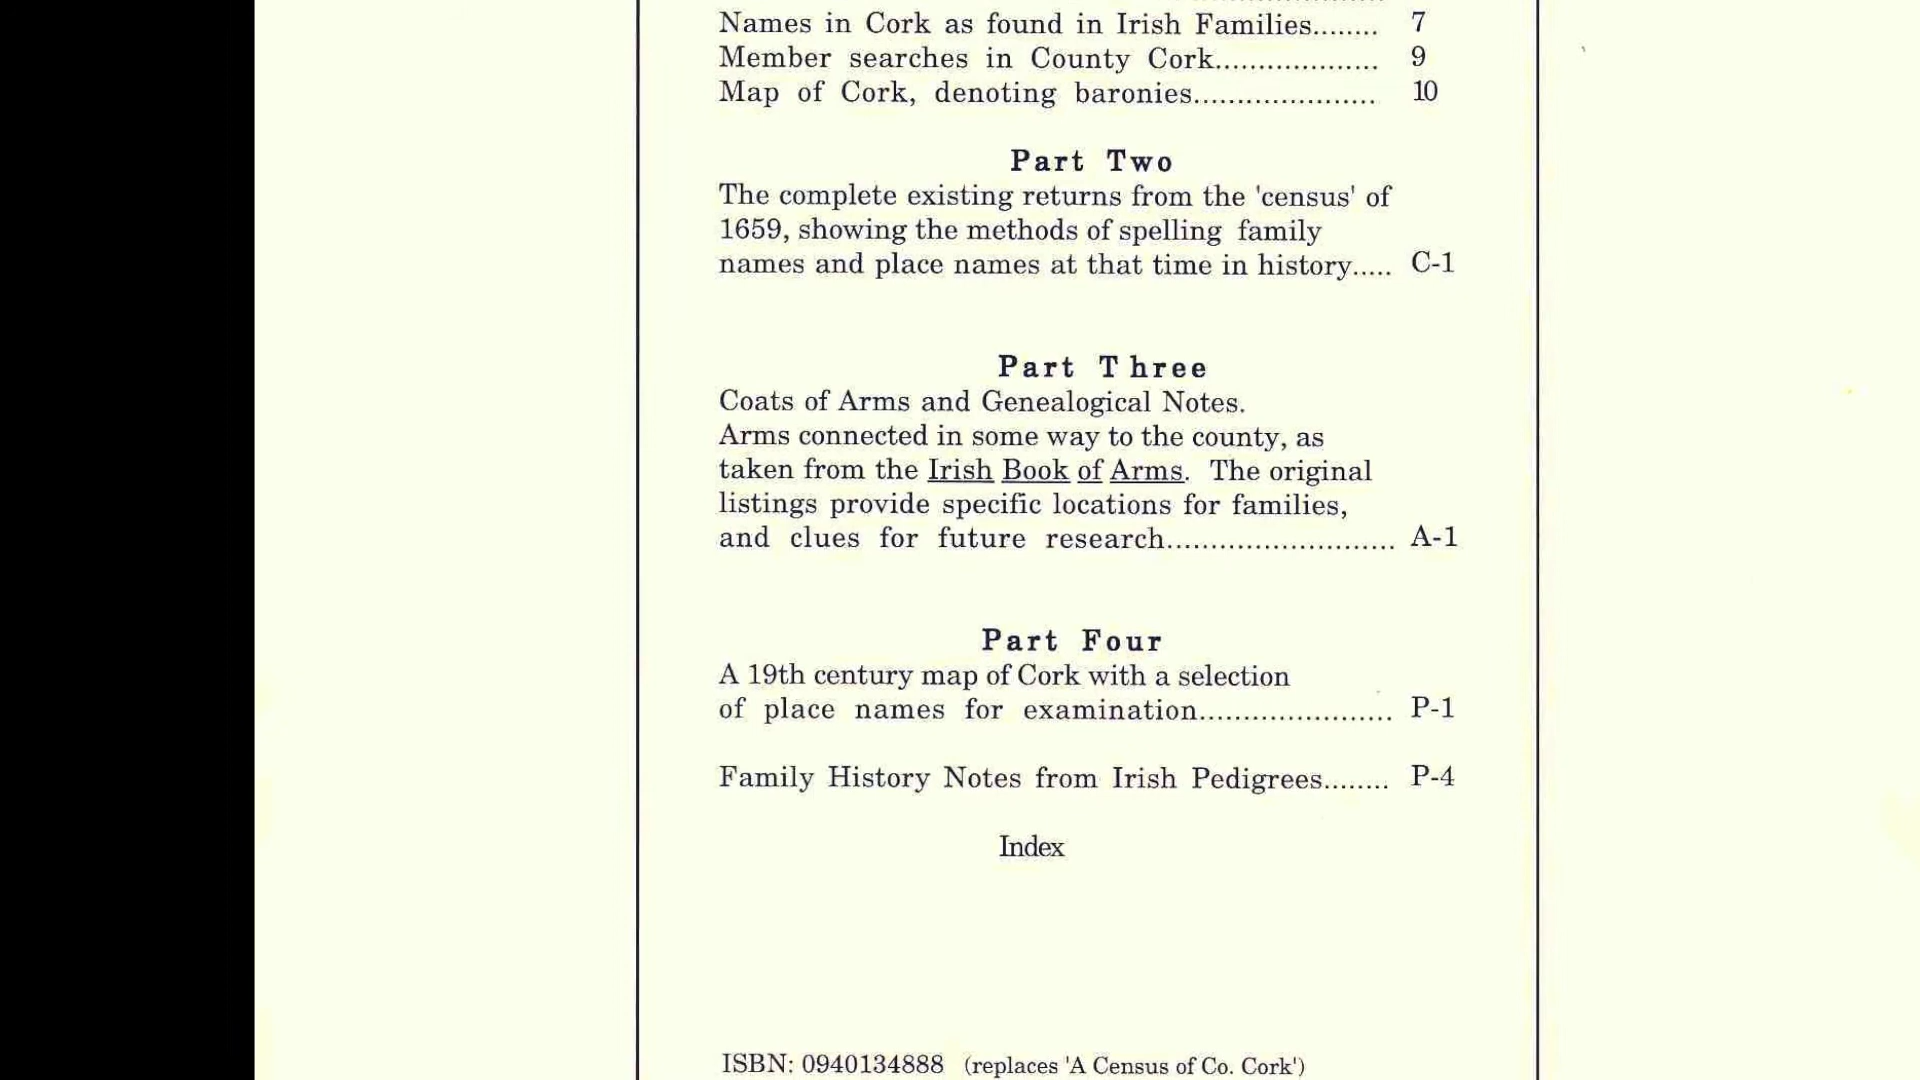 Names in Cork as found in Irish Families........ 7
Member searches in County Cork................... 9
Map of Cork, denoting baronies..................... 10
Part Two
The complete existing returns from the 'census' of
1659, showing the methods of spelling family
names and place names at that time in history..... C-1
Part Three
Coats of Arms and Genealogical Notes.
Arms connected in some way to the county, as
taken from the Irish Book of Arms. The original
listings provide specific locations for families,
and clues for future research.......................... A-1
Part Four
A 19th century map of Cork with a selection
of place names for examination...................... P-1
Family History Notes from Irish Pedigrees........ P-4
Index
ISBN: 0940134888 (replaces 'A Census of Co. Cork')